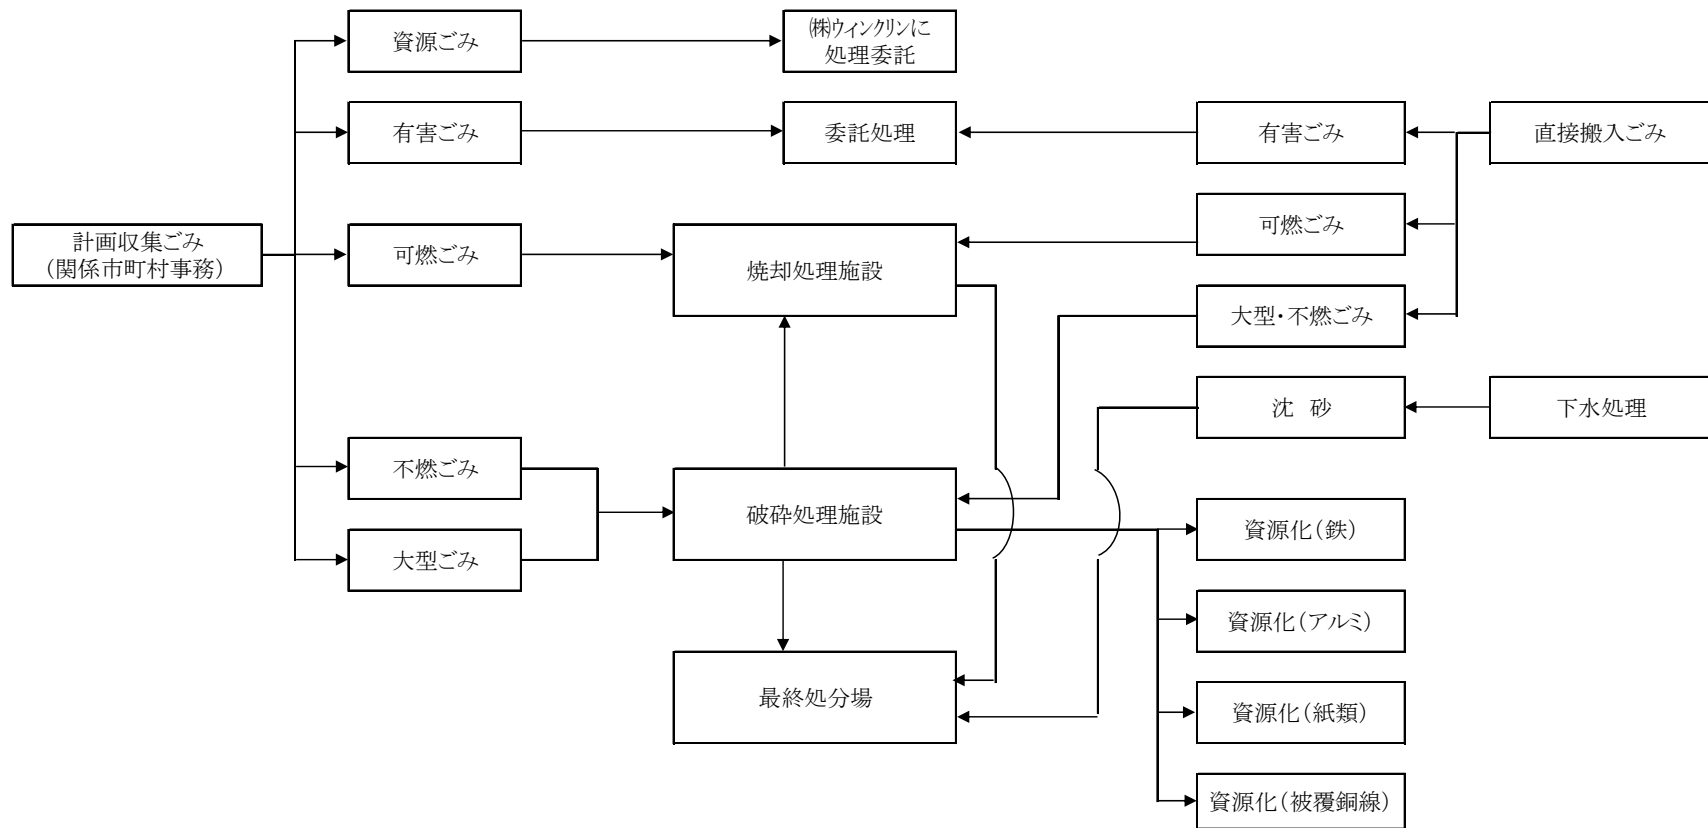 資源ごみ
㈱ウィンクリンに
処理委託
有害ごみ
委託処理
有害ごみ
直接搬入ごみ
計画収集ごみ
(関係市町村事務)
可燃ごみ
焼却処理施設
可燃ごみ
大型・不燃ごみ
沈 砂
下水処理
不燃ごみ
大型ごみ
破砕処理施設
資源化(鉄)
資源化(アルミ)
最終処分場
資源化(紙類)
資源化(被覆銅線)